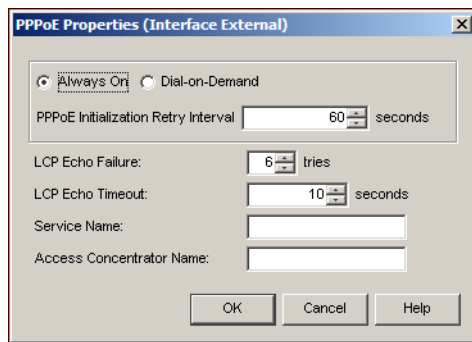 PPPoE Properties (Interface External)
Always On Dial-on-Demand
PPPoE Initialization Retry Interval 60 seconds
LCP Echo Failure: 6 tries
LCP Echo Timeout: 10 seconds
Service Name:
Access Concentrator Name:
OK Cancel Help